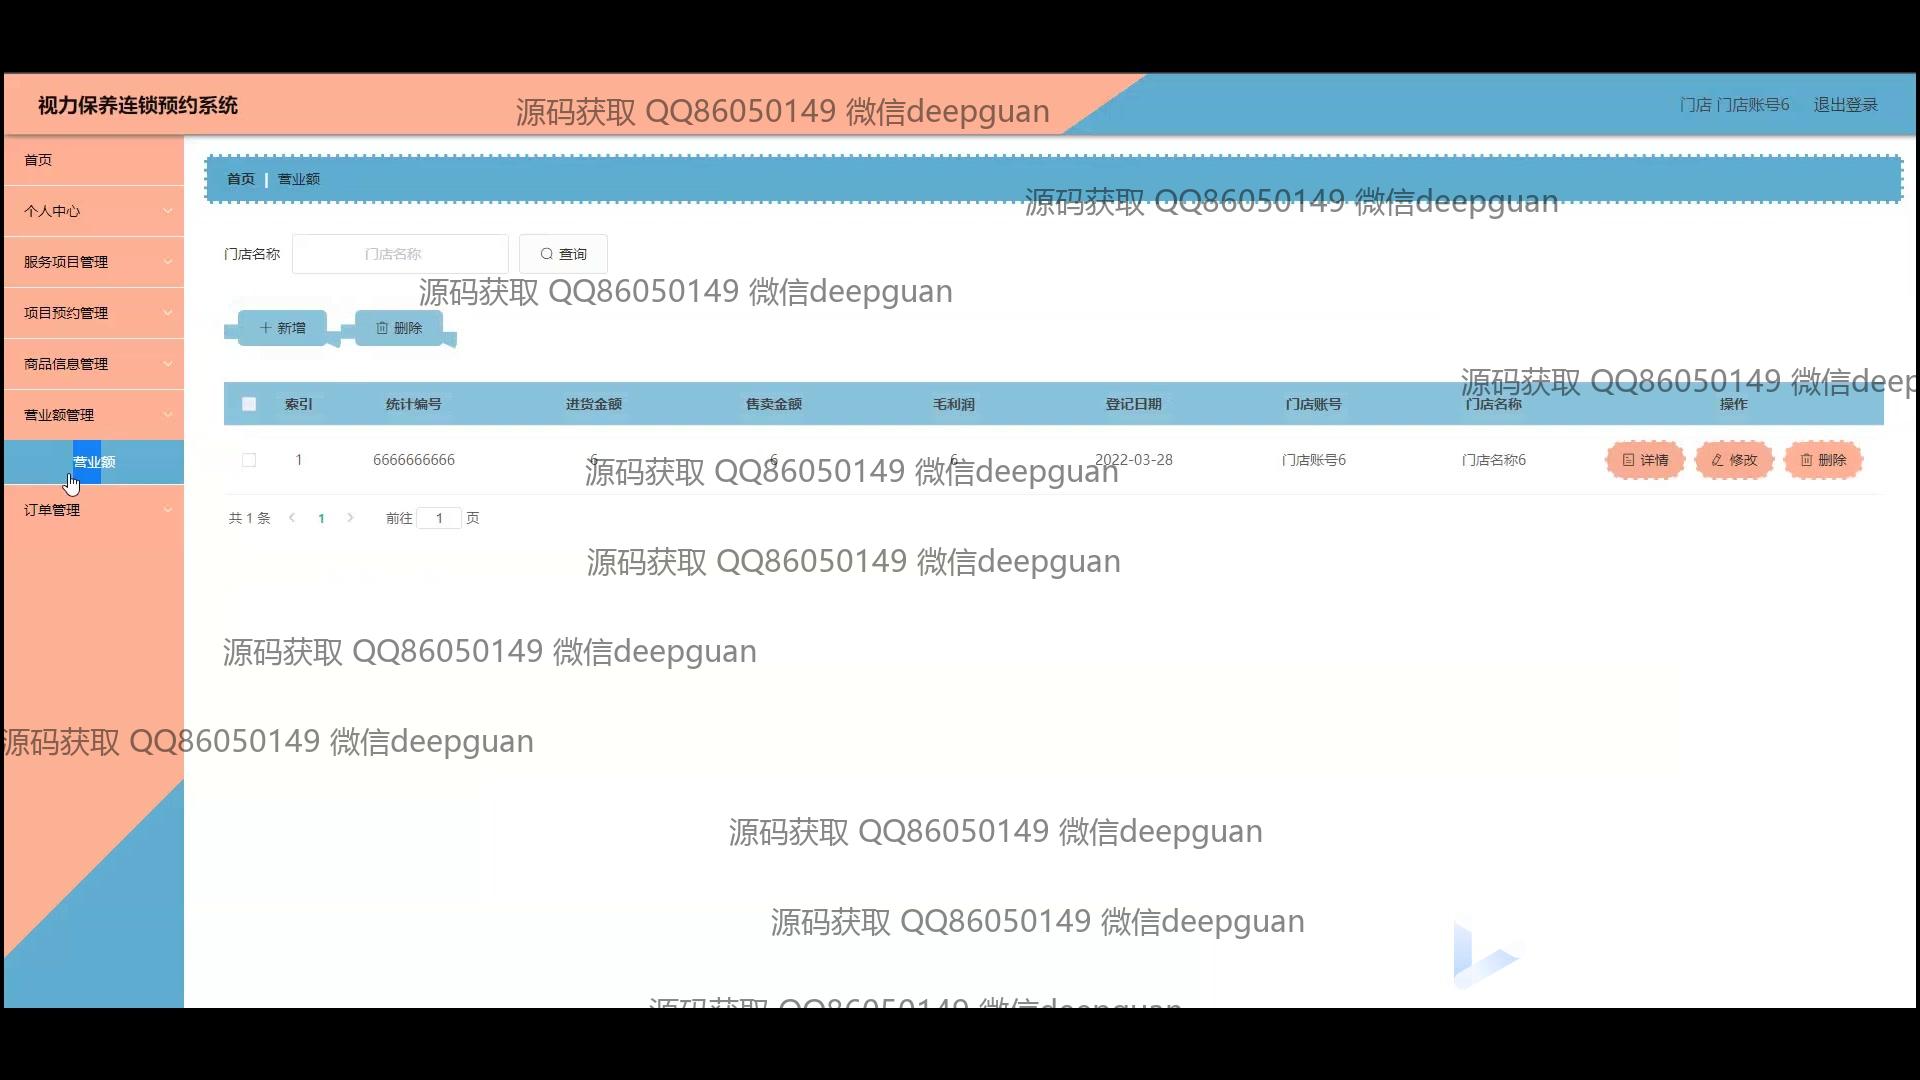 视力保养连锁预约系统
源码获取 QQ86050149 微信deepguan
门店 门店账号6 退出登录
首页
个人中心
服务项目管理
项目预约管理
商品信息管理
营业额管理
营业额
订单管理
首页 | 营业额
源码获取 QQ86050149 微信deepguan
门店名称 门店名称 查询
源码获取 QQ86050149 微信deepguan
新增 删除
源码获取 QQ86050149 微信deep
索引 统计编号 进货金额 售卖金额 毛利润 登记日期 门店账号 门店名称 操作
1 6666666666 6 6 6 2022-03-28 门店账号6 门店名称6 详情 修改 删除
源码获取 QQ86050149 微信deepguan
共 1 条 1 前往 1 页
源码获取 QQ86050149 微信deepguan
源码获取 QQ86050149 微信deepguan
源码获取 QQ86050149 微信deepguan
源码获取 QQ86050149 微信deepguan
源码获取 QQ86050149 微信deepguan
源码获取 QQ86050149 微信deepguan